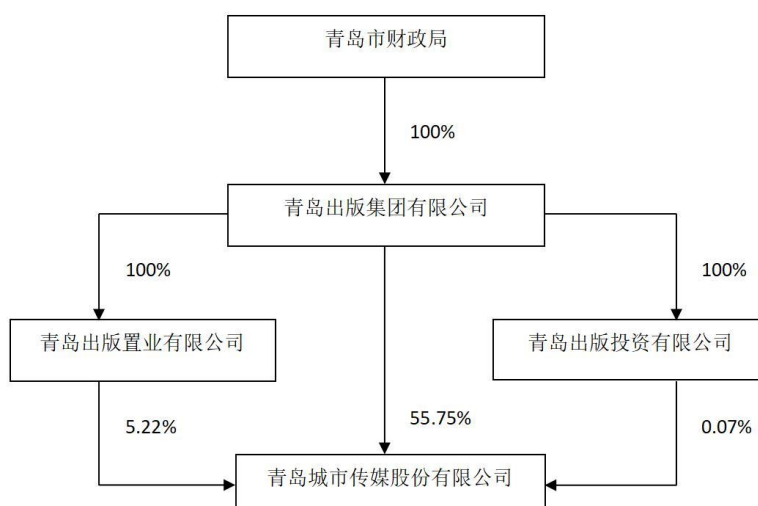 青岛市财政局
100%
青岛出版集团有限公司
100%
100%
青岛出版置业有限公司
青岛出版投资有限公司
5.22%
55.75%
0.07%
青岛城市传媒股份有限公司